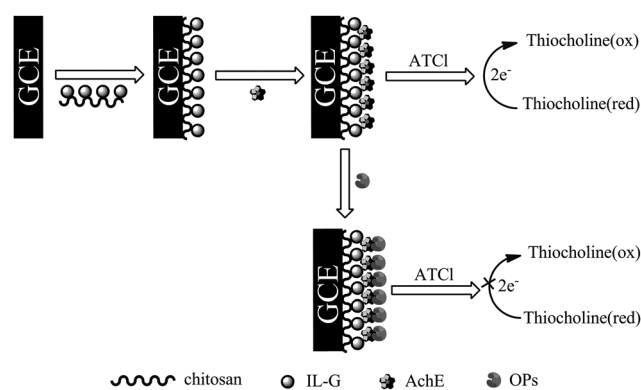 GCE
GCE
GCE
ATCl
Thiocholine(ox)
2e-
Thiocholine(red)
GCE
ATCl
Thiocholine(ox)
2e-
Thiocholine(red)
chitosan
IL-G
AchE
OPs